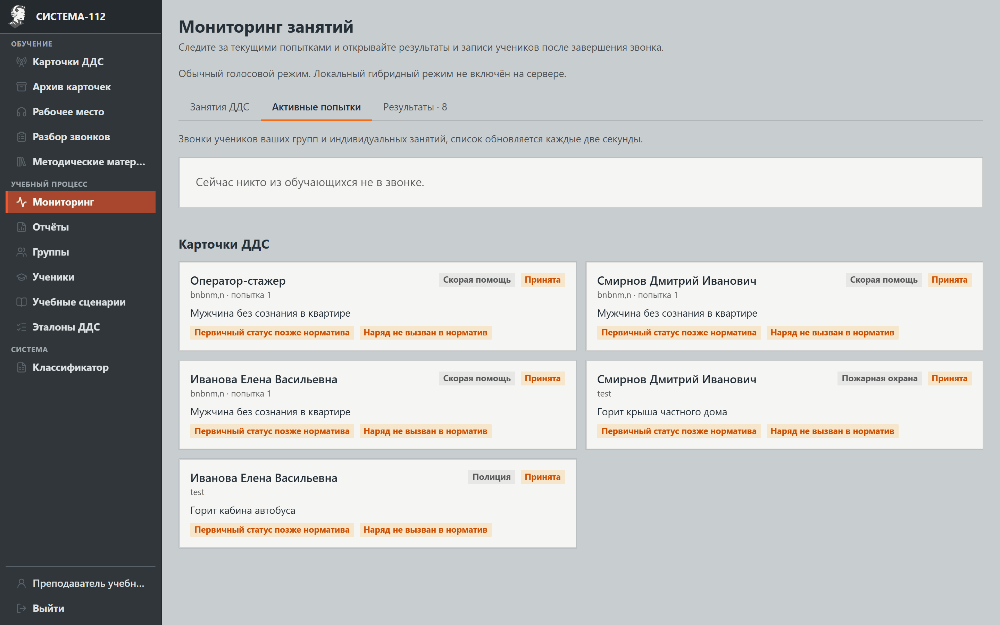 СИСТЕМА-112
ОБУЧЕНИЕ
Карточки ДДС
Архив карточек
Рабочее место
Разбор звонков
Методические матер...
УЧЕБНЫЙ ПРОЦЕСС
Мониторинг
Отчёты
Группы
Ученики
Учебные сценарии
Эталоны ДДС
СИСТЕМА
Классификатор
Преподаватель учебн...
Выйти
Мониторинг занятий
Следите за текущими попытками и открывайте результаты и записи учеников после завершения звонка.
Обычный голосовой режим. Локальный гибридный режим не включён на сервере.
Занятия ДДС Активные попытки Результаты · 8
Звонки учеников ваших групп и индивидуальных занятий, список обновляется каждые две секунды.
Сейчас никто из обучающихся не в звонке.
Карточки ДДС
Оператор-стажер Скорая помощь Принята
bnbnm,n · попытка 1
Мужчина без сознания в квартире
Первичный статус позже норматива Наряд не вызван в норматив
Смирнов Дмитрий Иванович Скорая помощь Принята
bnbnm,n · попытка 1
Мужчина без сознания в квартире
Первичный статус позже норматива Наряд не вызван в норматив
Иванова Елена Васильевна Скорая помощь Принята
bnbnm,n · попытка 1
Мужчина без сознания в квартире
Первичный статус позже норматива Наряд не вызван в норматив
Смирнов Дмитрий Иванович Пожарная охрана Принята
test
Горит крыша частного дома
Первичный статус позже норматива Наряд не вызван в норматив
Иванова Елена Васильевна Полиция Принята
test
Горит кабина автобуса
Первичный статус позже норматива Наряд не вызван в норматив